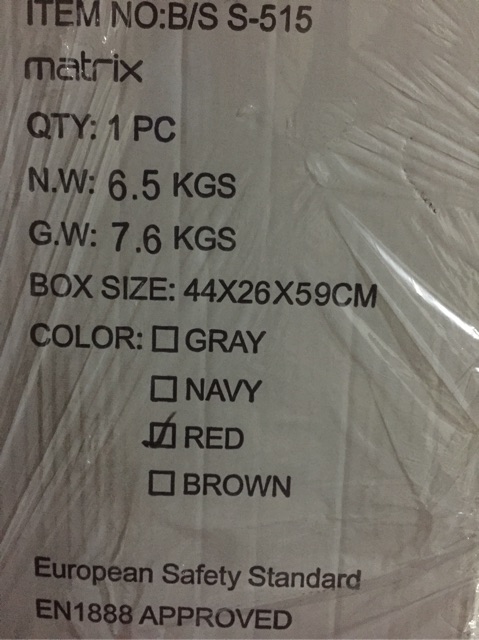 ITEM NO:B/S S-515
matrix
QTY: 1 PC
N.W: 6.5 KGS
G.W: 7.6 KGS
BOX SIZE: 44X26X59CM
COLOR: ☐ GRAY
☐ NAVY
☑ RED
☐ BROWN
European Safety Standard
EN1888 APPROVED